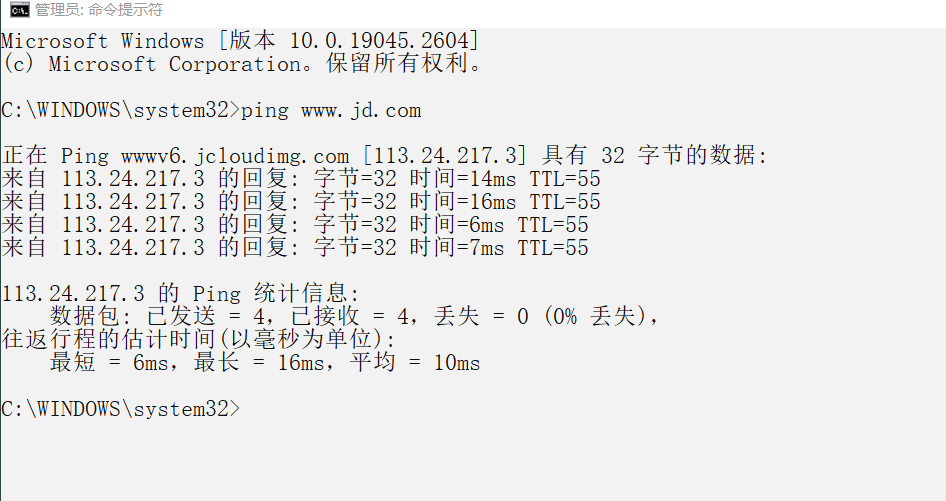 管理员: 命令提示符
Microsoft Windows [版本 10.0.19045.2604]
(c) Microsoft Corporation。保留所有权利。
C:\WINDOWS\system32>ping www.jd.com
正在 Ping wwwv6.jcloudimg.com [113.24.217.3] 具有 32 字节的数据:
来自 113.24.217.3 的回复: 字节=32 时间=14ms TTL=55
来自 113.24.217.3 的回复: 字节=32 时间=16ms TTL=55
来自 113.24.217.3 的回复: 字节=32 时间=6ms TTL=55
来自 113.24.217.3 的回复: 字节=32 时间=7ms TTL=55
113.24.217.3 的 Ping 统计信息:
数据包: 已发送 = 4，已接收 = 4，丢失 = 0 (0% 丢失)，
往返行程的估计时间(以毫秒为单位):
最短 = 6ms，最长 = 16ms，平均 = 10ms
C:\WINDOWS\system32>